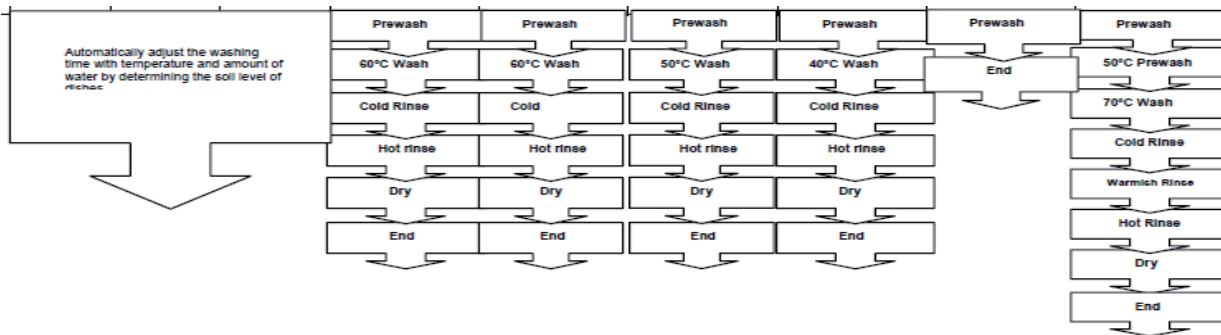 Automatically adjust the washing
time with temperature and amount of
water by determining the soil level of
dishes
Prewash
60°C Wash
Cold Rinse
Hot rinse
Dry
End
Prewash
60°C Wash
Cold
Hot rinse
Dry
End
Prewash
50°C Wash
Cold Rinse
Hot rinse
Dry
End
Prewash
40°C Wash
Cold Rinse
Hot rinse
Dry
End
Prewash
End
Prewash
50°C Prewash
70°C Wash
Cold Rinse
Warmish Rinse
Hot Rinse
Dry
End